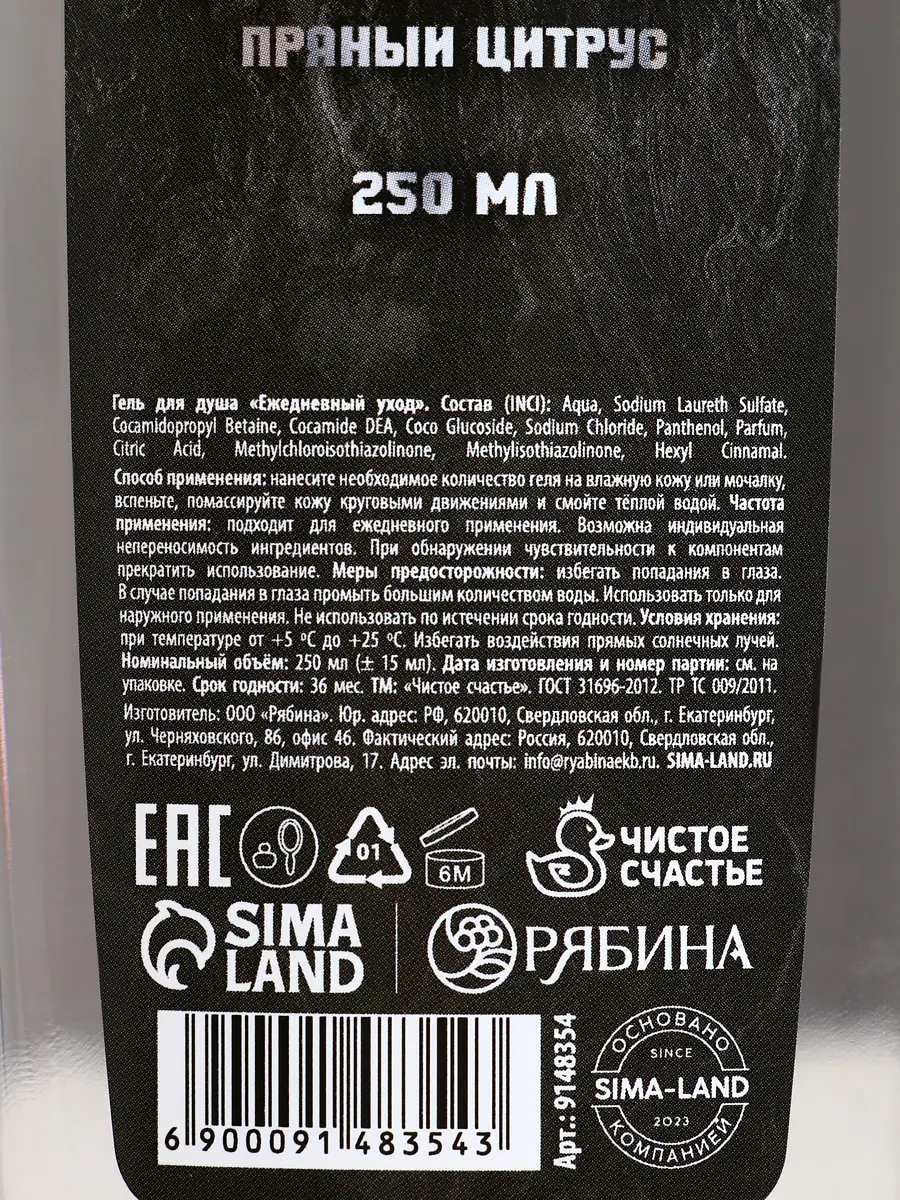 ПРЯНЫЙ ЦИТРУС
250 МЛ
Гель для душа «Ежедневный уход». Состав (INCI): Aqua, Sodium Laureth Sulfate,
Cocamidopropyl Betaine, Cocamide DEA, Coco Glucoside, Sodium Chloride, Panthenol, Parfum,
Citric Acid, Methylchloroisothiazolinone, Methylisothiazolinone, Hexyl Cinnamal.
Способ применения: нанесите необходимое количество геля на влажную кожу или мочалку,
вспеньте, помассируйте кожу круговыми движениями и смойте тёплой водой. Частота
применения: подходит для ежедневного применения. Возможна индивидуальная
непереносимость ингредиентов. При обнаружении чувствительности к компонентам
прекратить использование. Меры предосторожности: избегать попадания в глаза.
В случае попадания в глаза промыть большим количеством воды. Использовать только для
наружного применения. Не использовать по истечении срока годности. Условия хранения:
при температуре от +5 ºC до +25 ºC. Избегать воздействия прямых солнечных лучей.
Номинальный объём: 250 мл (± 15 мл). Дата изготовления и номер партии: см. на
упаковке. Срок годности: 36 мес. ТМ: «Чистое счастье». ГОСТ 31696-2012. ТР ТС 009/2011.
Изготовитель: ООО «Рябина». Юр. адрес: РФ, 620010, Свердловская обл., г. Екатеринбург,
ул. Черняховского, 86, офис 46. Фактический адрес: Россия, 620010, Свердловская обл.,
г. Екатеринбург, ул. Димитрова, 17. Адрес эл. почты: info@ryabinaekb.ru. SIMA-LAND.RU
EAC
01
6M
ЧИСТОЕ
СЧАСТЬЕ
SIMA
LAND
РЯБИНА
6 900091 483543
Арт.: 9148354
ОСНОВАНО
SINCE
SIMA-LAND
2023
КОМПАНИЕЙ